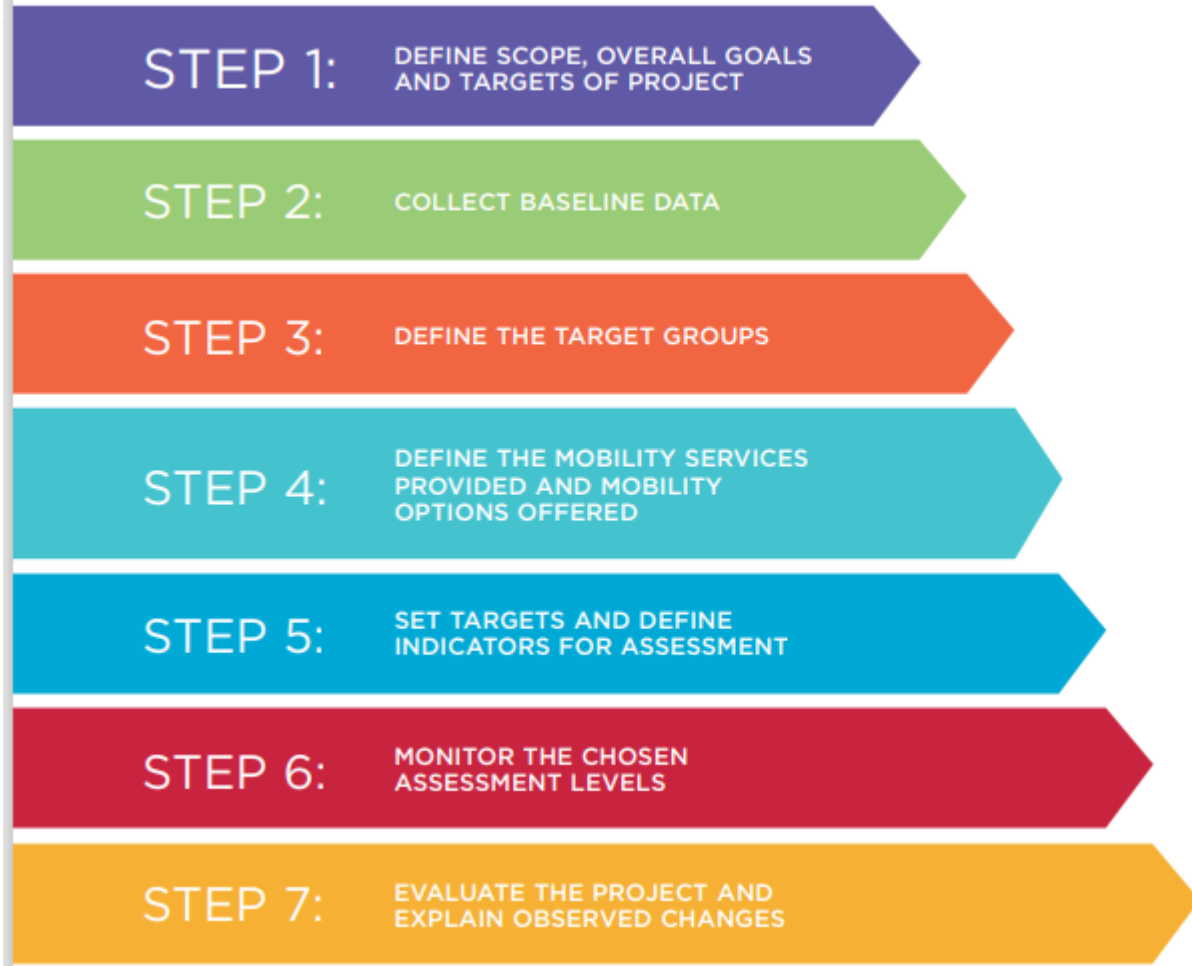 STEP 1:
DEFINE SCOPE, OVERALL GOALS
AND TARGETS OF PROJECT
STEP 2:
COLLECT BASELINE DATA
STEP 3:
DEFINE THE TARGET GROUPS
STEP 4:
DEFINE THE MOBILITY SERVICES
PROVIDED AND MOBILITY
OPTIONS OFFERED
STEP 5:
SET TARGETS AND DEFINE
INDICATORS FOR ASSESSMENT
STEP 6:
MONITOR THE CHOSEN
ASSESSMENT LEVELS
STEP 7:
EVALUATE THE PROJECT AND
EXPLAIN OBSERVED CHANGES